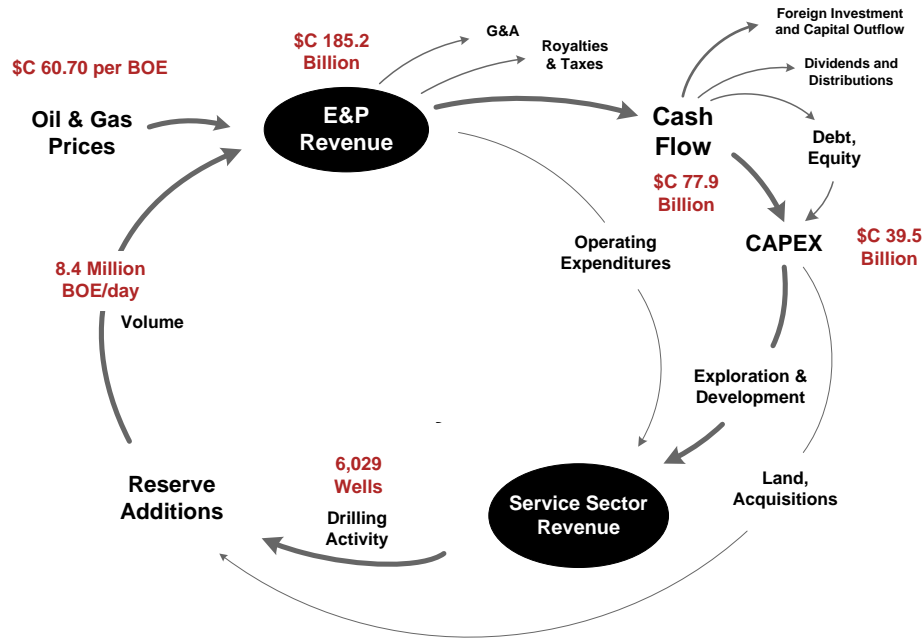 Foreign Investment
and Capital Outflow
G&A
$C 185.2
Billion
Royalties
& Taxes
$C 60.70 per BOE
Dividends and
Distributions
Oil & Gas
Prices
E&P
Revenue
Cash
Flow
Debt,
Equity
$C 77.9
Billion
Operating
Expenditures
CAPEX
$C 39.5
Billion
8.4 Million
BOE/day
Volume
Exploration &
Development
6,029
Wells
Reserve
Additions
Drilling
Activity
Service Sector
Revenue
Land,
Acquisitions